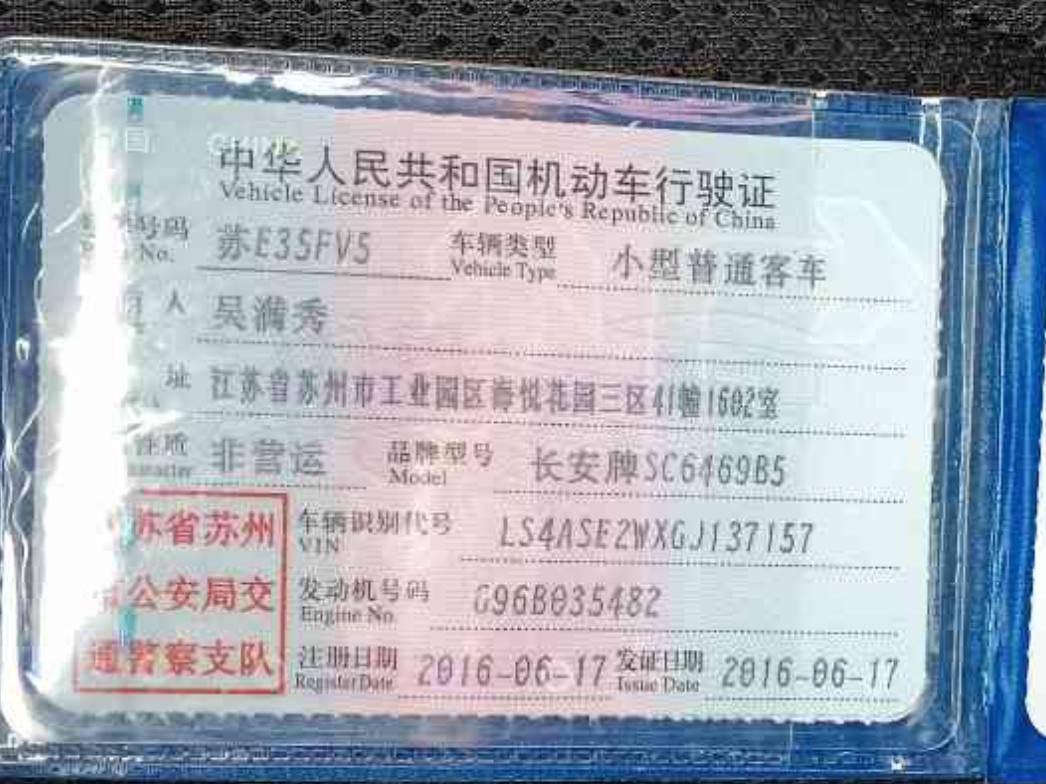 中华人民共和国机动车行驶证
Vehicle License of the People's Republic of China
号码 苏E35FV5 车辆类型 小型普通客车
No. Vehicle Type
人 吴满秀
址 江苏省苏州市工业园区海悦花园三区41幢1602室
性质 非营运 品牌型号 长安牌SC6469B5
Model
苏省苏州 车辆识别代号 LS4ASE2WXGJ137157
VIN
公安局交 发动机号码 G96B035482
Engine No.
通警察支队 注册日期 2016-06-17 发证日期 2016-06-17
Register Date Issue Date